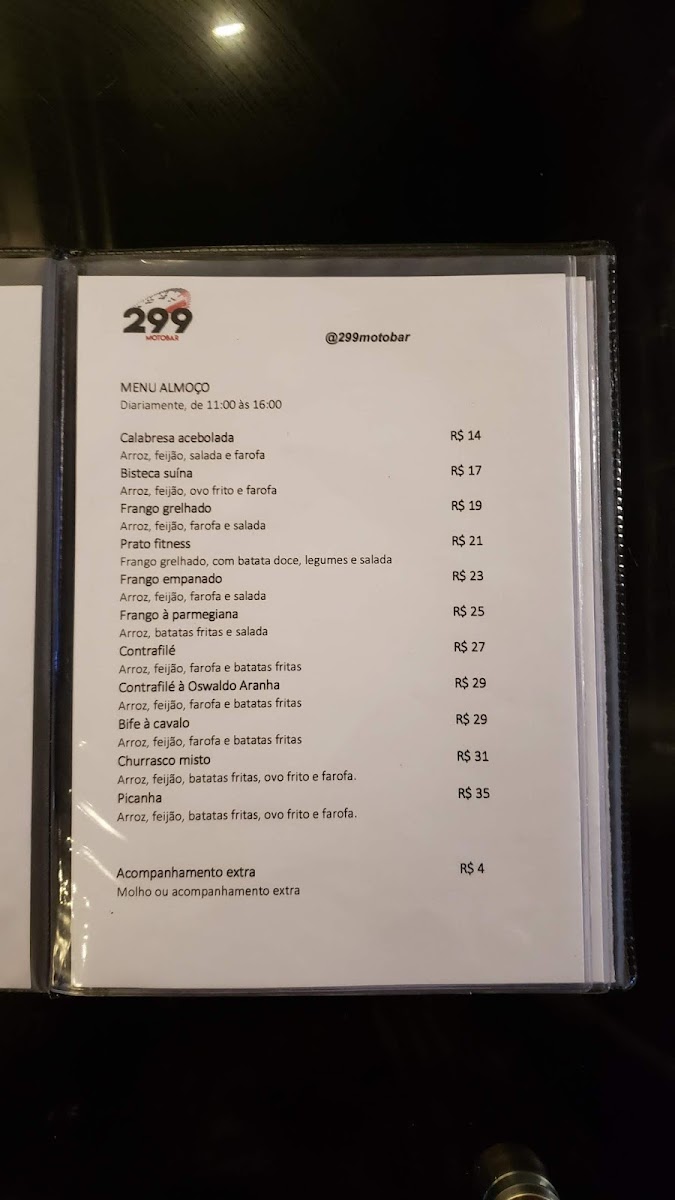 299
MOTOBAR
@299motobar
MENU ALMOÇO
Diariamente, de 11:00 às 16:00
Calabresa acebolada R$ 14
Arroz, feijão, salada e farofa
Bisteca suína R$ 17
Arroz, feijão, ovo frito e farofa
Frango grelhado R$ 19
Arroz, feijão, farofa e salada
Prato fitness R$ 21
Frango grelhado, com batata doce, legumes e salada
Frango empanado R$ 23
Arroz, feijão, farofa e salada
Frango à parmegiana R$ 25
Arroz, batatas fritas e salada
Contrafilé R$ 27
Arroz, feijão, farofa e batatas fritas
Contrafilé à Oswaldo Aranha R$ 29
Arroz, feijão, farofa e batatas fritas
Bife à cavalo R$ 29
Arroz, feijão, farofa e batatas fritas
Churrasco misto R$ 31
Arroz, feijão, batatas fritas, ovo frito e farofa.
Picanha R$ 35
Arroz, feijão, batatas fritas, ovo frito e farofa.
Acompanhamento extra R$ 4
Molho ou acompanhamento extra